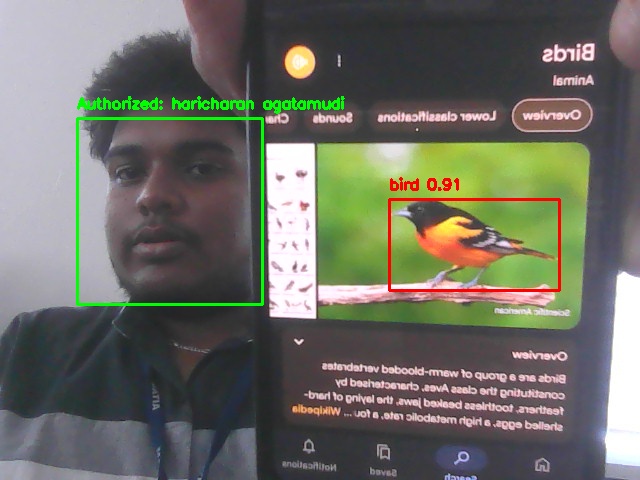 Authorized: haricharan agatamudi
Birds
Animal
Overview
Lower classifications
Sounds
Cha
bird 0.91
Scientific American
Overview
Birds are a group of warm-blooded vertebrates
constituting the class Aves, characterised by
feathers, toothless beaked jaws, the laying of hard-
shelled eggs, a high metabolic rate, a fou... Wikipedia
Search
Saved
Notifications